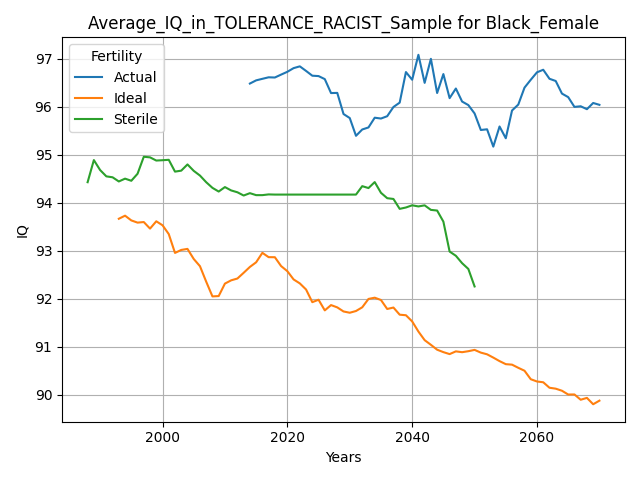 Average_IQ_in_TOLERANCE_RACIST_Sample for Black_Female
Fertility
Actual
Ideal
Sterile
97
96
95
94
93
92
91
90
IQ
2000 2020 2040 2060
Years